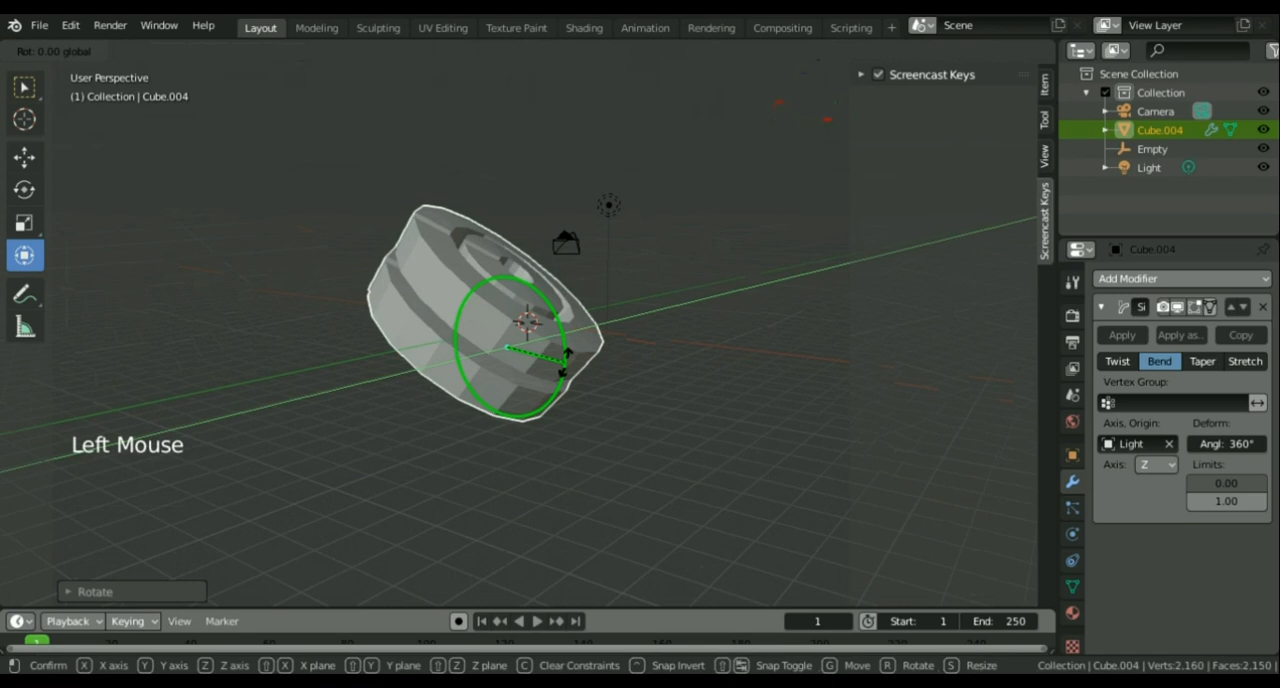 File Edit Render Window Help Layout Modeling Sculpting UV Editing Texture Paint Shading Animation Rendering Compositing Scripting + Scene View Layer
Rot: 0.00 global
User Perspective
(1) Collection | Cube.004
Screencast Keys
Item
Tool
View
Screencast Keys
Scene Collection
Collection
Camera
Cube.004
Empty
Light
Cube.004
Add Modifier
Si
Apply Apply as.. Copy
Twist Bend Taper Stretch
Vertex Group:
Axis, Origin: Deform:
Light Angl: 360°
Axis: Z Limits:
0.00
1.00
Left Mouse
Rotate
Playback Keying View Marker 1 Start: 1 End: 250
1
Confirm X X axis Y Y axis Z Z axis X X plane Y Y plane Z Z plane C Clear Constraints Snap Invert Snap Toggle G Move R Rotate S Resize Collection | Cube.004 | Verts:2,160 | Faces:2,150 |